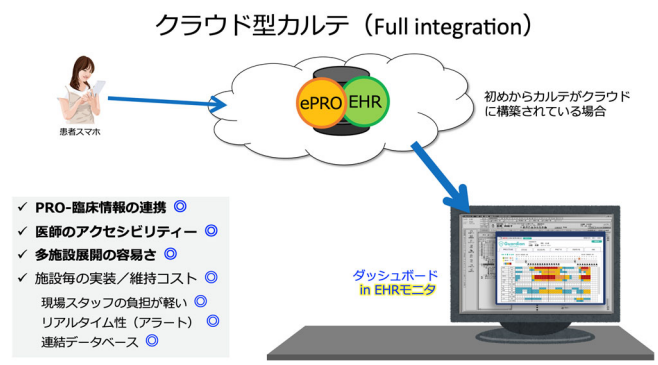 クラウド型カルテ（Full integration）
患者スマホ
ePRO
EHR
初めからカルテがクラウド
に構築されている場合
✓ PRO-臨床情報の連携 ◎
✓ 医師のアクセシビリティー ◎
✓ 多施設展開の容易さ ◎
✓ 施設毎の実装／維持コスト ◎
現場スタッフの負担が軽い ◎
リアルタイム性（アラート） ◎
連結データベース ◎
ダッシュボード
in EHRモニタ